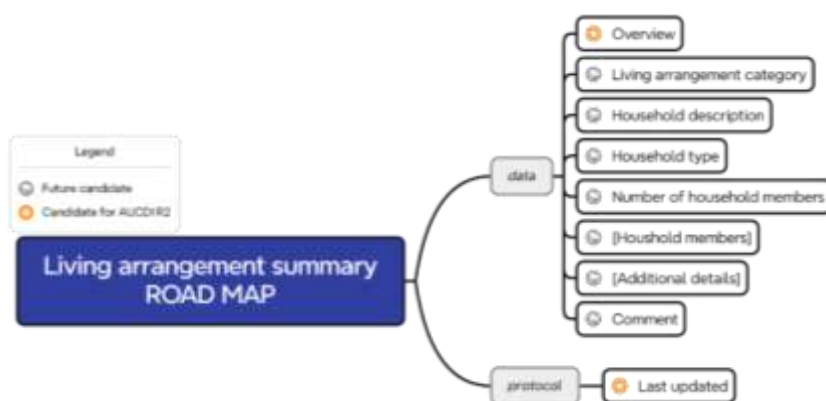 Legend
Future candidate
Candidate for AUCDI R2
Living arrangement summary
ROAD MAP
data
Overview
Living arrangement category
Household description
Household type
Number of household members
[Houshold members]
[Additional details]
Comment
protocol
Last updated